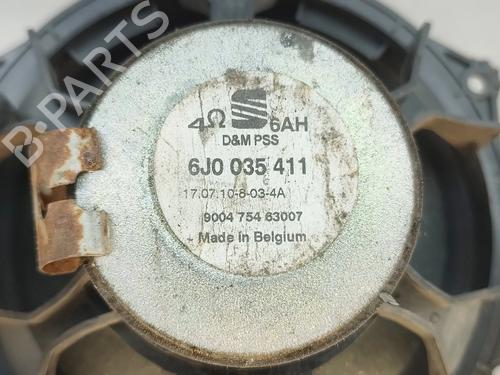 4Ω 6AH
D&M PSS
6J0 035 411
17.07.10-8-03-4A
9004 754 63007
Made in Belgium
B-PARTS